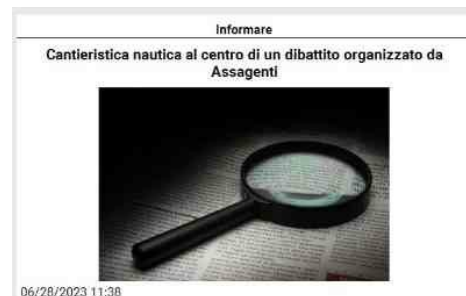 Informare
Cantieristica nautica al centro di un dibattito organizzato da
Assagenti
06/28/2023 11:38